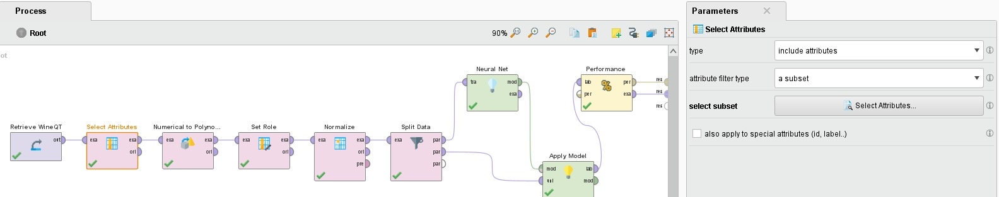 Process
Parameters
Root
90%
Select Attributes
ot
type
include attributes
attribute filter type
a subset
select subset
Select Attributes...
also apply to special attributes (id, label..)
Neural Net
tra
mod
exa
Performance
lab
per
per
exa
res
res
res
Retrieve WineQT
out
Select Attributes
exa
exa
ori
Numerical to Polyno...
exa
exa
ori
Set Role
exa
exa
ori
Normalize
exa
exa
ori
pre
Split Data
exa
par
par
par
Apply Model
mod
lab
unl
mod